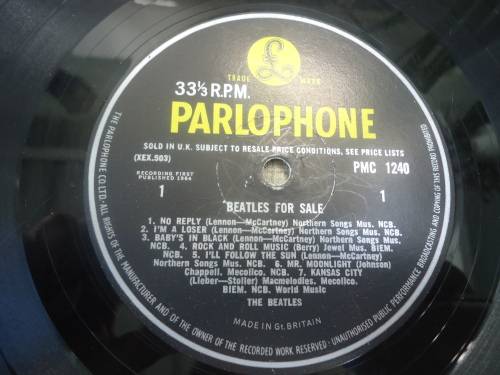 £
TRADE MARK
33⅓ R.P.M.
PARLOPHONE
SOLD IN U.K. SUBJECT TO RESALE PRICE CONDITIONS, SEE PRICE LISTS
(XEX.503)
PMC 1240
RECORDING FIRST
PUBLISHED 1964
1
1
BEATLES FOR SALE
1. NO REPLY (Lennon—McCartney) Northern Songs Mus. NCB.
2. I'M A LOSER (Lennon—McCartney) Northern Songs Mus. NCB.
3. BABY'S IN BLACK (Lennon—McCartney) Northern Songs Mus.
NCB. 4. ROCK AND ROLL MUSIC (Berry) Jewel Mus. BIEM.
NCB. 5. I'LL FOLLOW THE SUN (Lennon—McCartney)
Northern Songs Mus. NCB. 6. MR. MOONLIGHT (Johnson)
Chappell. Mecolico. NCB. 7. KANSAS CITY
(Lieber—Stoller) Macmelodies. Mecolico.
BIEM. NCB. World Music
THE BEATLES
MADE IN GT. BRITAIN
THE PARLOPHONE CO LTD·ALL RIGHTS OF THE MANUFACTURER AND OF THE OWNER OF THE RECORDED WORK RESERVED·UNAUTHORISED PUBLIC PERFORMANCE BROADCASTING AND COPYING OF THIS RECORD PROHIBITED